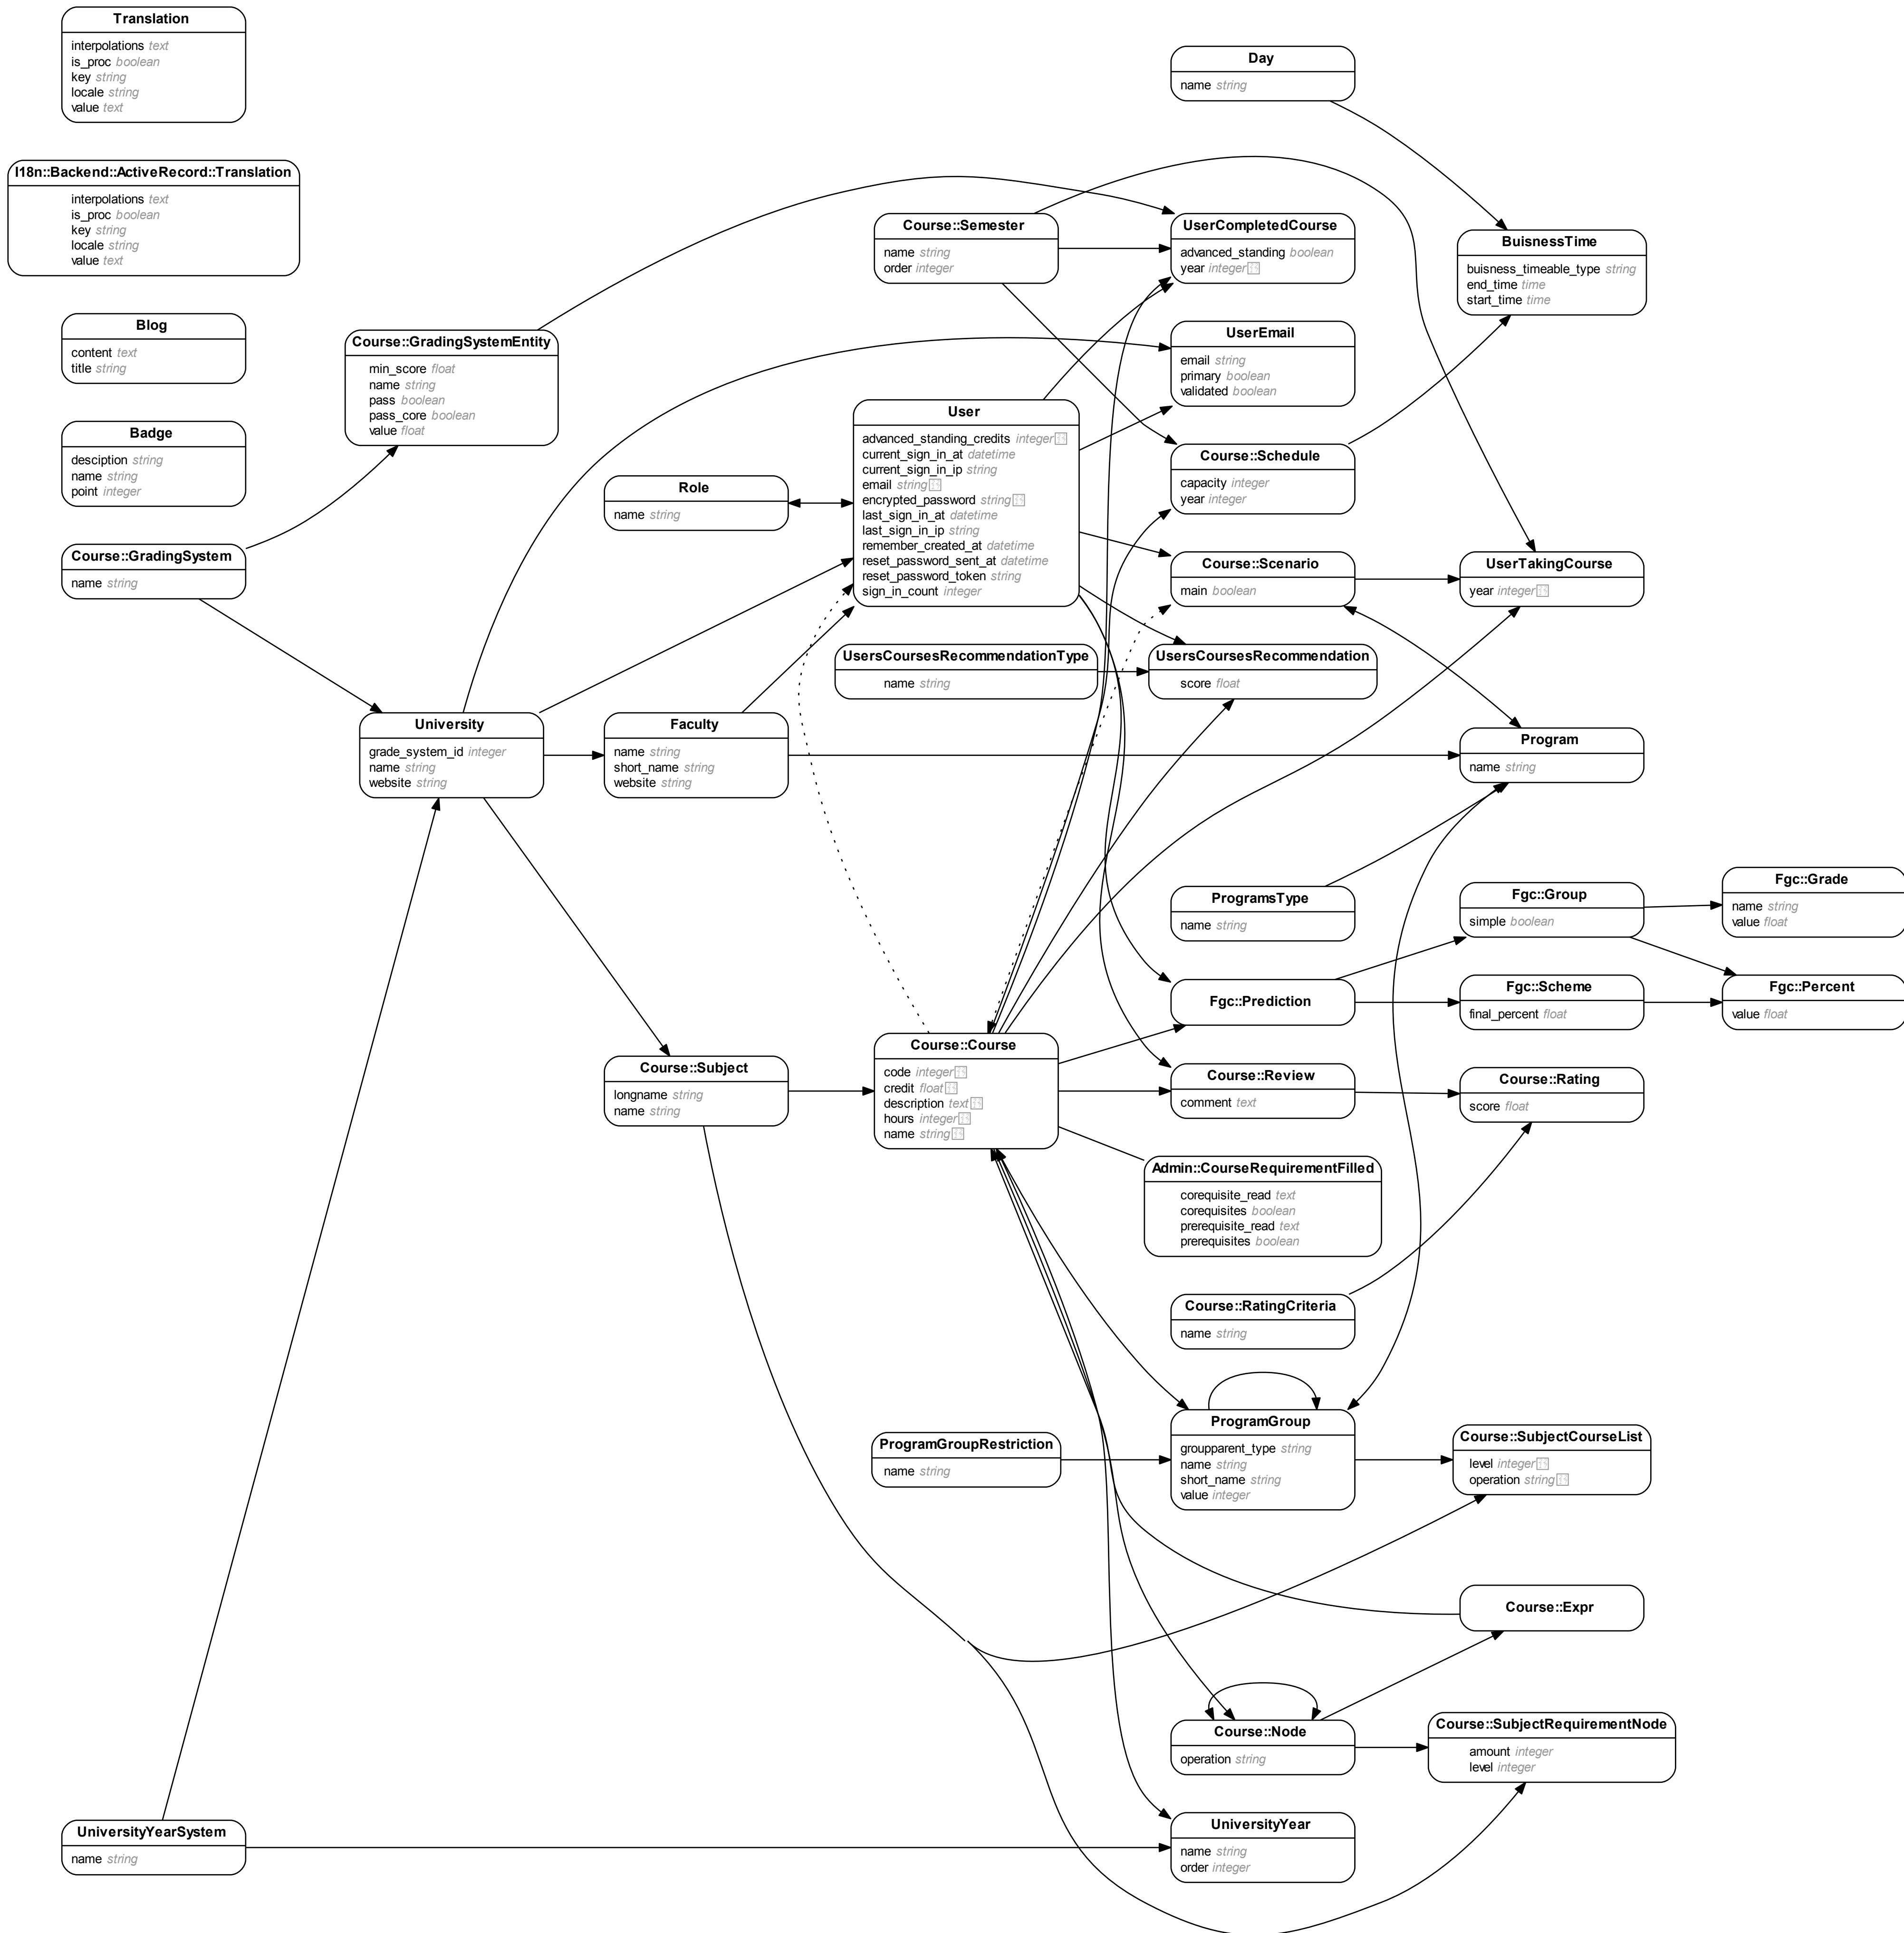 Translation
interpolations text
is_proc boolean
key string
locale string
value text
I18n::Backend::ActiveRecord::Translation
interpolations text
is_proc boolean
key string
locale string
value text
Blog
content text
title string
Badge
desciption string
name string
point integer
Course::GradingSystem
name string
Course::GradingSystemEntity
min_score float
name string
pass boolean
pass_core boolean
value float
University
grade_system_id integer
name string
website string
UniversityYearSystem
name string
Role
name string
Faculty
name string
short_name string
website string
Course::Subject
longname string
name string
Course::Semester
name string
order integer
User
advanced_standing_credits integer
current_sign_in_at datetime
current_sign_in_ip string
email string
encrypted_password string
last_sign_in_at datetime
last_sign_in_ip string
remember_created_at datetime
reset_password_sent_at datetime
reset_password_token string
sign_in_count integer
UsersCoursesRecommendationType
name string
Course::Course
code integer
credit float
description text
hours integer
name string
ProgramGroupRestriction
name string
Day
name string
UserCompletedCourse
advanced_standing boolean
year integer
UserEmail
email string
primary boolean
validated boolean
Course::Schedule
capacity integer
year integer
Course::Scenario
main boolean
UsersCoursesRecommendation
score float
ProgramsType
name string
Fgc::Prediction
Course::Review
comment text
Admin::CourseRequirementFilled
corequisite_read text
corequisites boolean
prerequisite_read text
prerequisites boolean
Course::RatingCriteria
name string
ProgramGroup
groupparent_type string
name string
short_name string
value integer
Course::Node
operation string
UniversityYear
name string
order integer
BuisnessTime
buisness_timeable_type string
end_time time
start_time time
UserTakingCourse
year integer
Program
name string
Fgc::Group
simple boolean
Fgc::Scheme
final_percent float
Course::Rating
score float
Course::SubjectCourseList
level integer
operation string
Course::Expr
Course::SubjectRequirementNode
amount integer
level integer
Fgc::Grade
name string
value float
Fgc::Percent
value float